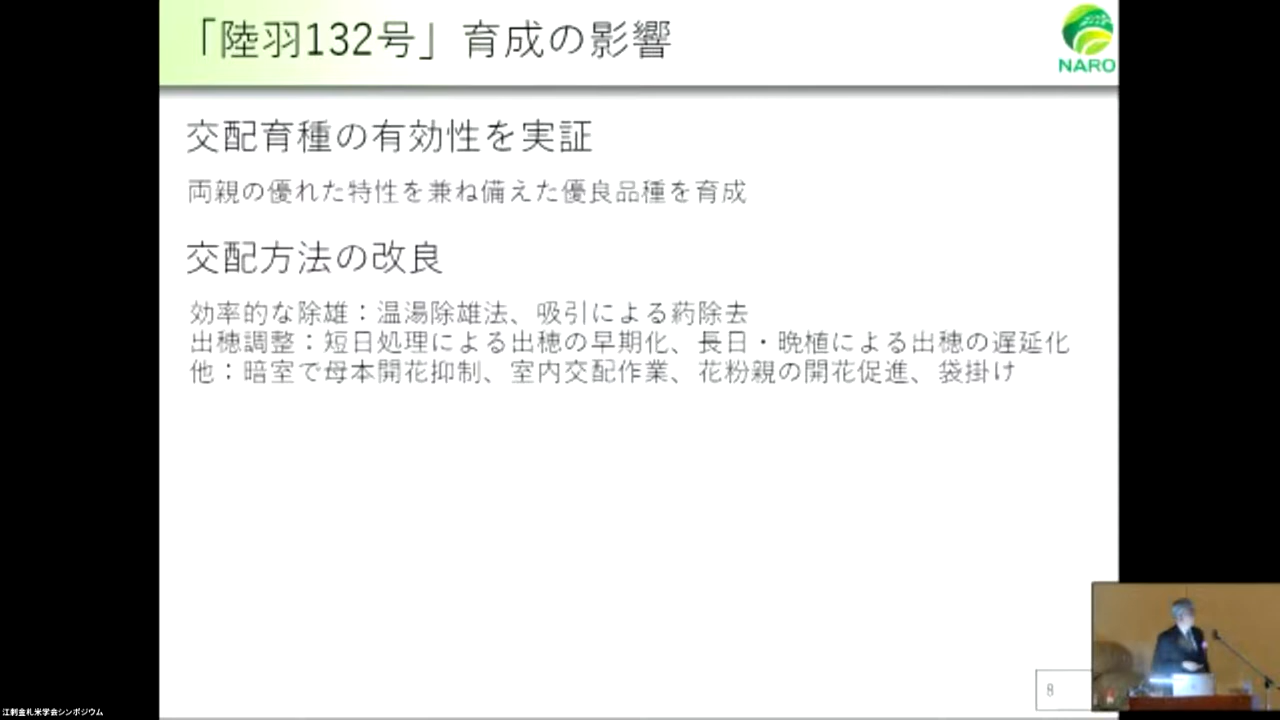 「陸羽132号」育成の影響
NARO
交配育種の有効性を実証
両親の優れた特性を兼ね備えた優良品種を育成
交配方法の改良
効率的な除雄：温湯除雄法、吸引による葯除去
出穂調整：短日処理による出穂の早期化、長日・晩植による出穂の遅延化
他：暗室で母本開花抑制、室内交配作業、花粉親の開花促進、袋掛け
8
江刺金札米学会シンポジウム